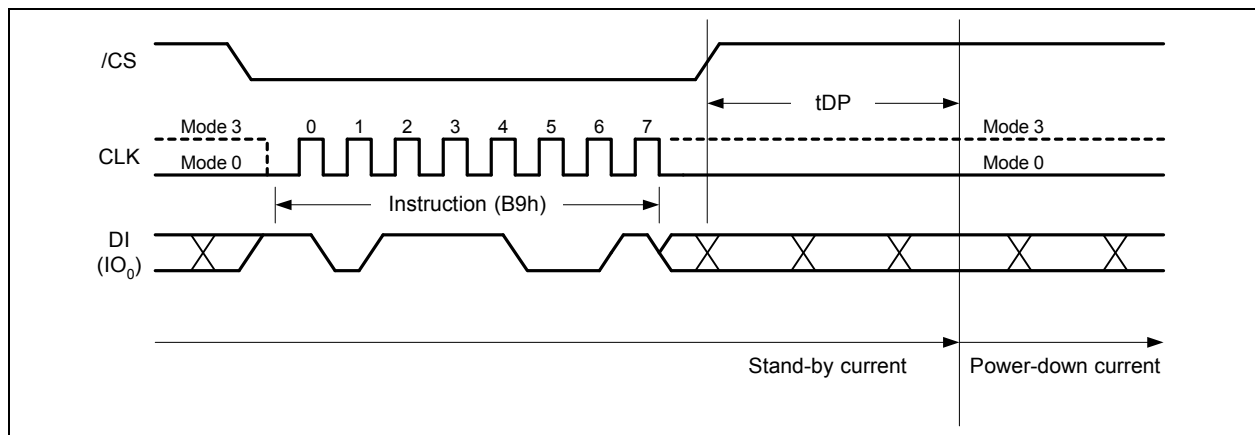 /CS
tDP
Mode 3 0 1 2 3 4 5 6 7 Mode 3
CLK
Mode 0 Mode 0
Instruction (B9h)
DI
(IO0)
Stand-by current Power-down current